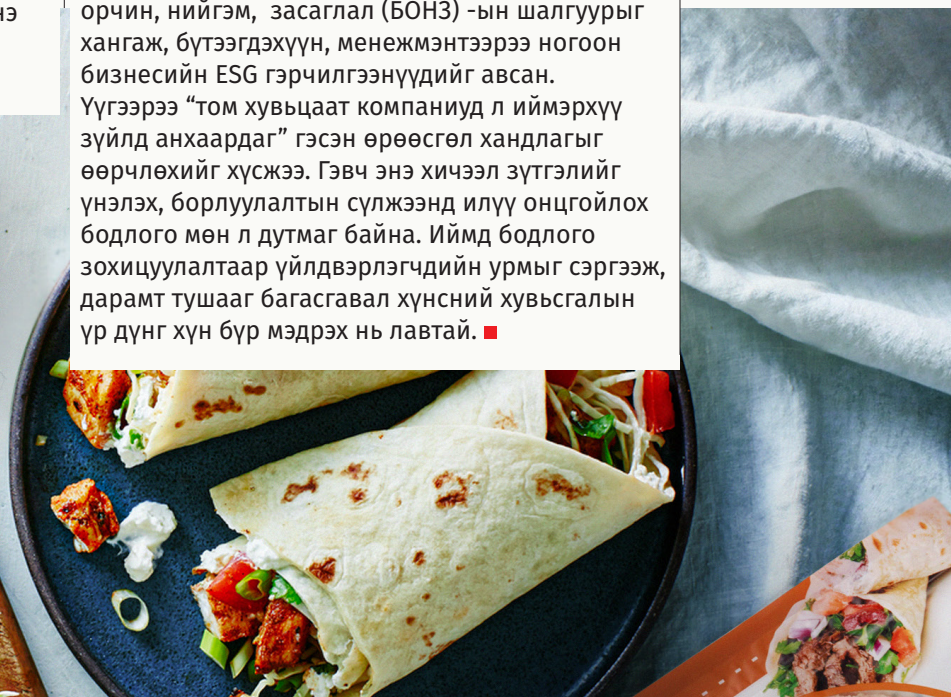 нэ
орчин, нийгэм, засаглал (БОНЗ) -ын шалгуурыг
хангаж, бүтээгдэхүүн, менежмэнтээрээ ногоон
бизнесийн ESG гэрчилгээнүүдийг авсан.
Үүгээрээ “том хувьцаат компаниуд л иймэрхүү
зүйлд анхаардаг” гэсэн өрөөсгөл хандлагыг
өөрчлөхийг хүсжээ. Гэвч энэ хичээл зүтгэлийг
үнэлэх, борлуулалтын сүлжээнд илүү онцгойлох
бодлого мөн л дутмаг байна. Иймд бодлого
зохицуулалтаар үйлдвэрлэгчдийн урмыг сэргээж,
дарамт тушааг багасгавал хүнсний хувьсгалын
үр дүнг хүн бүр мэдрэх нь лавтай.